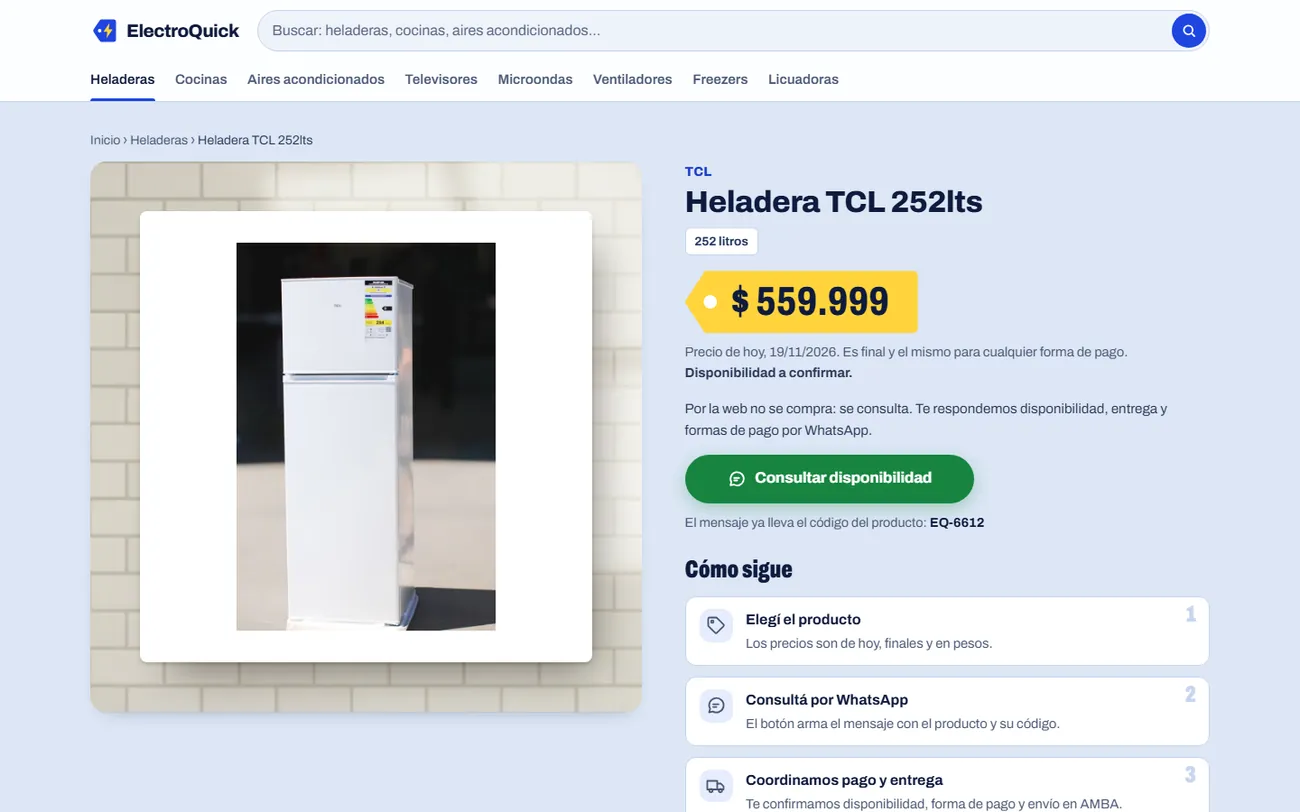 ElectroQuick
Buscar: heladeras, cocinas, aires acondicionados...
Heladeras Cocinas Aires acondicionados Televisores Microondas Ventiladores Freezers Licuadoras
Inicio › Heladeras › Heladera TCL 252lts
TCL
Heladera TCL 252lts
252 litros
$ 559.999
Precio de hoy, 19/11/2026. Es final y el mismo para cualquier forma de pago.
Disponibilidad a confirmar.
Por la web no se compra: se consulta. Te respondemos disponibilidad, entrega y
formas de pago por WhatsApp.
Consultar disponibilidad
El mensaje ya lleva el código del producto: EQ-6612
Cómo sigue
Elegí el producto
1
Los precios son de hoy, finales y en pesos.
Consultá por WhatsApp
2
El botón arma el mensaje con el producto y su código.
Coordinamos pago y entrega
3
Te confirmamos disponibilidad, forma de pago y envío en AMBA.